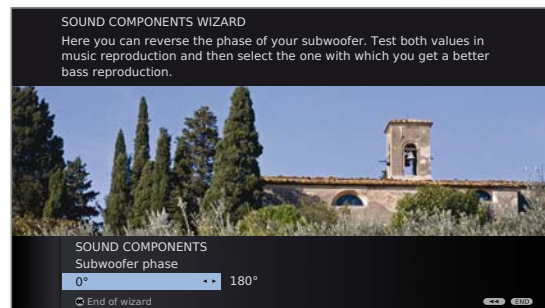 SOUND COMPONENTS WIZARD
Here you can reverse the phase of your subwoofer. Test both values in
music reproduction and then select the one with which you get a better
bass reproduction.
SOUND COMPONENTS
Subwoofer phase
0° 180°
OK End of wizard END